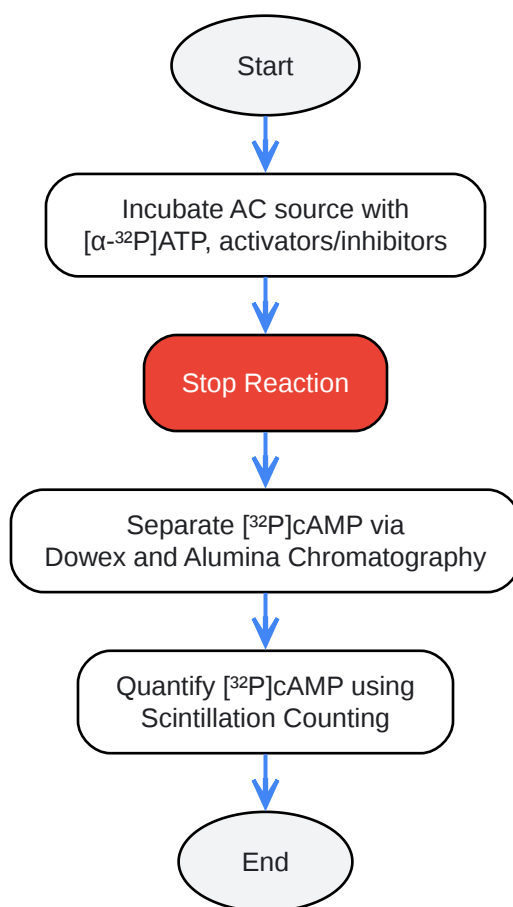 Start
Incubate AC source with
[α-³²P]ATP, activators/inhibitors
Stop Reaction
Separate [³²P]cAMP via
Dowex and Alumina Chromatography
Quantify [³²P]cAMP using
Scintillation Counting
End